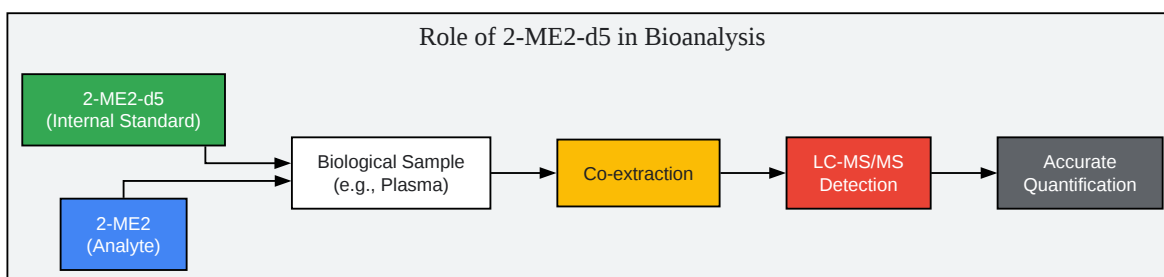 Role of 2-ME2-d5 in Bioanalysis
2-ME2-d5
(Internal Standard)
2-ME2
(Analyte)
Biological Sample
(e.g., Plasma)
Co-extraction
LC-MS/MS
Detection
Accurate
Quantification